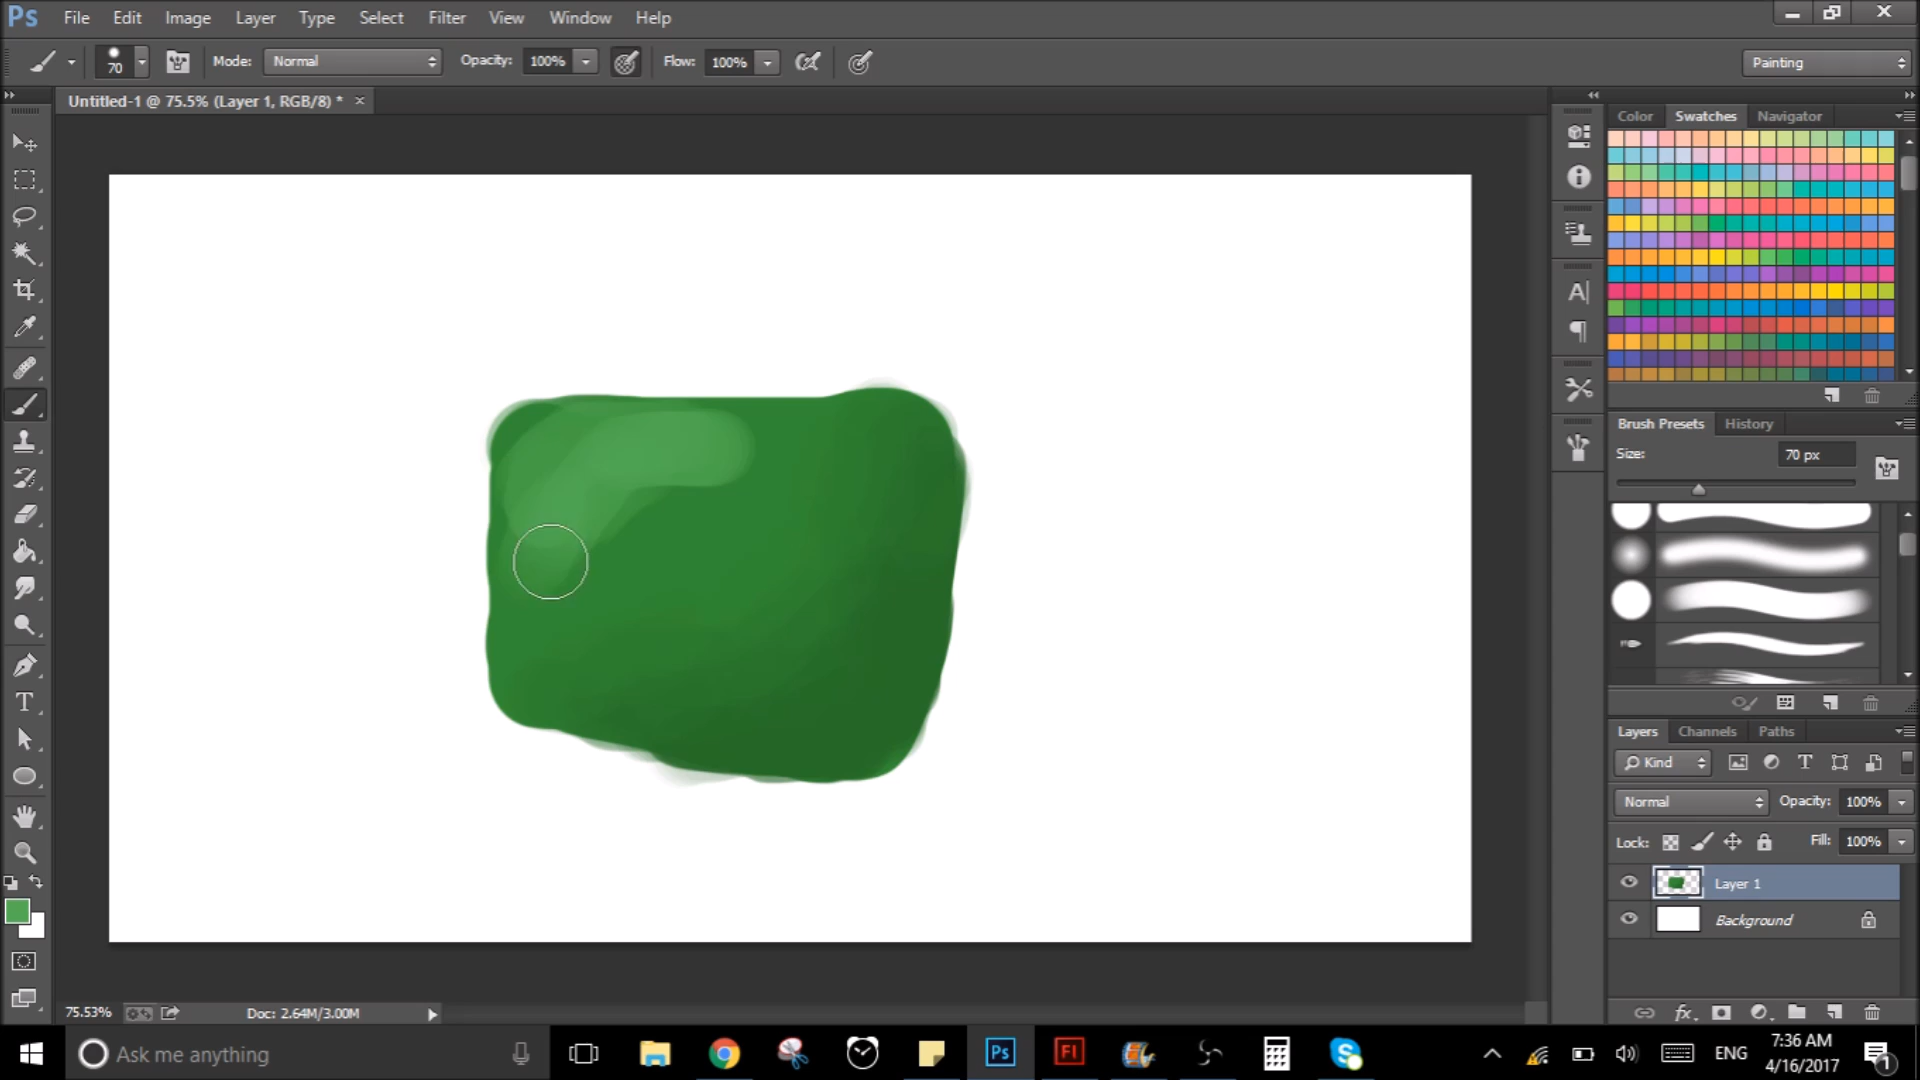 Ps File Edit Image Layer Type Select Filter View Window Help
70 Mode: Normal Opacity: 100% Flow: 100% Painting
Untitled-1 @ 75.5% (Layer 1, RGB/8) * ×
Color Swatches Navigator
Brush Presets History
Size: 70 px
Layers Channels Paths
Kind
Normal Opacity: 100%
Lock: Fill: 100%
Layer 1
Background
75.53% Doc: 2.64M/3.00M
Ask me anything Ps Fl ENG 7:36 AM
4/16/2017 1